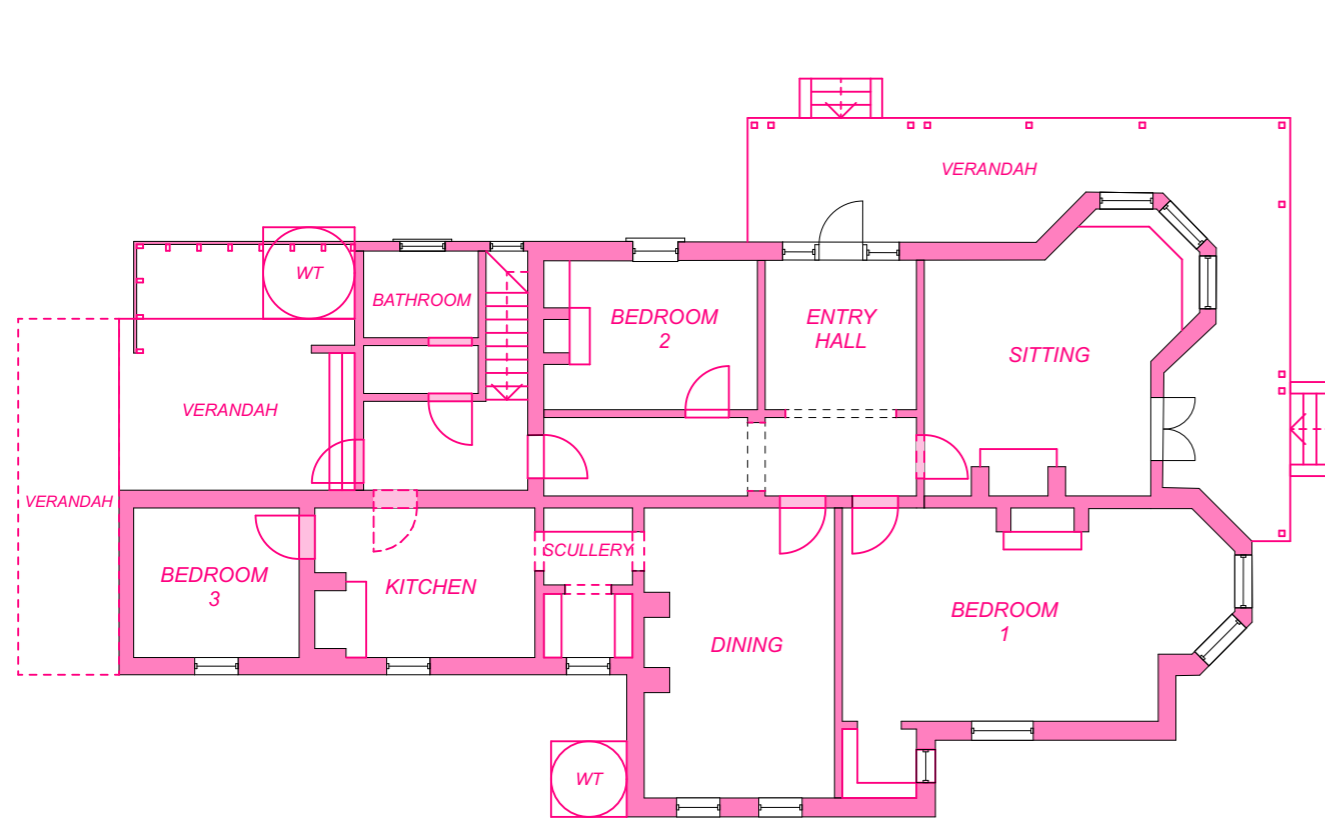 VERANDAH
WT
BATHROOM
BEDROOM
2
ENTRY
HALL
SITTING
VERANDAH
VERANDAH
SCULLERY
BEDROOM
3
KITCHEN
BEDROOM
1
DINING
WT